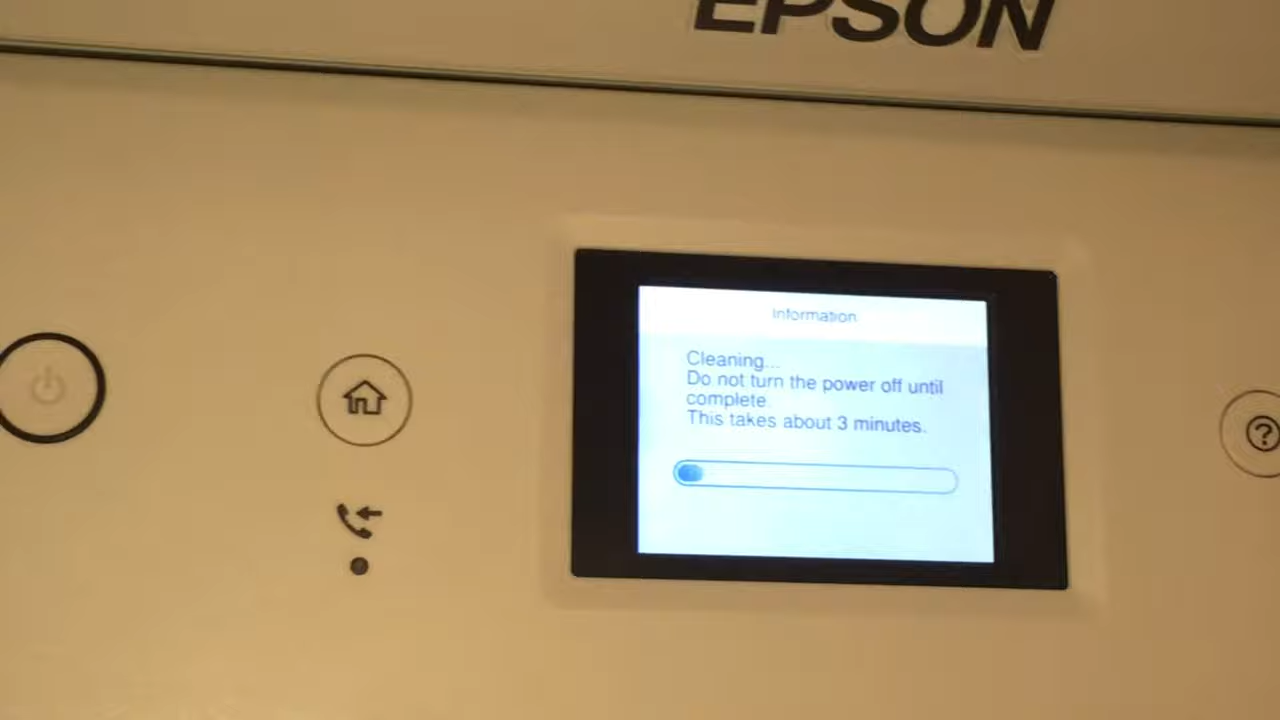 EPSON
Information
Cleaning...
Do not turn the power off until
complete.
This takes about 3 minutes.
?